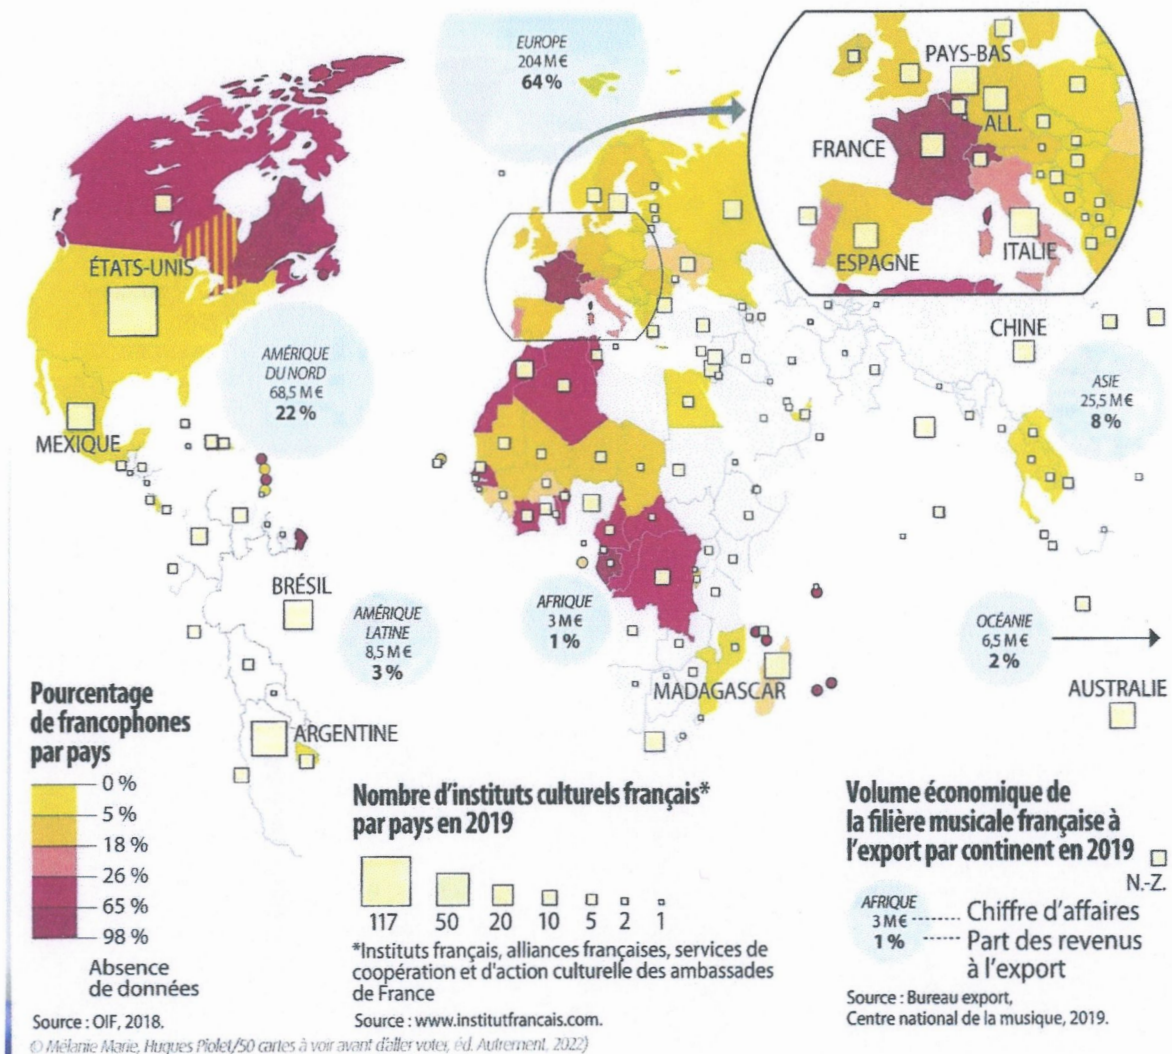 EUROPE
204 M€
64 %
PAYS-BAS
ALL.
FRANCE
ESPAGNE
ITALIE
ÉTATS-UNIS
MEXIQUE
AMÉRIQUE
DU NORD
68,5 M€
22 %
CHINE
ASIE
25,5 M€
8 %
BRÉSIL
AMÉRIQUE
LATINE
8,5 M€
3 %
AFRIQUE
3 M€
1 %
MADAGASCAR
OCÉANIE
6,5 M€
2 %
AUSTRALIE
ARGENTINE
N.-Z.
Pourcentage
de francophones
par pays
0 %
5 %
18 %
26 %
65 %
98 %
Absence
de données
Source : OIF, 2018.
Nombre d'instituts culturels français*
par pays en 2019
117 50 20 10 5 2 1
*Instituts français, alliances françaises, services de
coopération et d'action culturelle des ambassades
de France
Source : www.institutfrancais.com.
Volume économique de
la filière musicale française à
l'export par continent en 2019
AFRIQUE
3 M€ Chiffre d'affaires
1 % Part des revenus
à l'export
Source : Bureau export,
Centre national de la musique, 2019.
© Mélanie Marie, Hugues Piolet/50 cartes à voir avant d'aller voter, éd. Autrement, 2022)